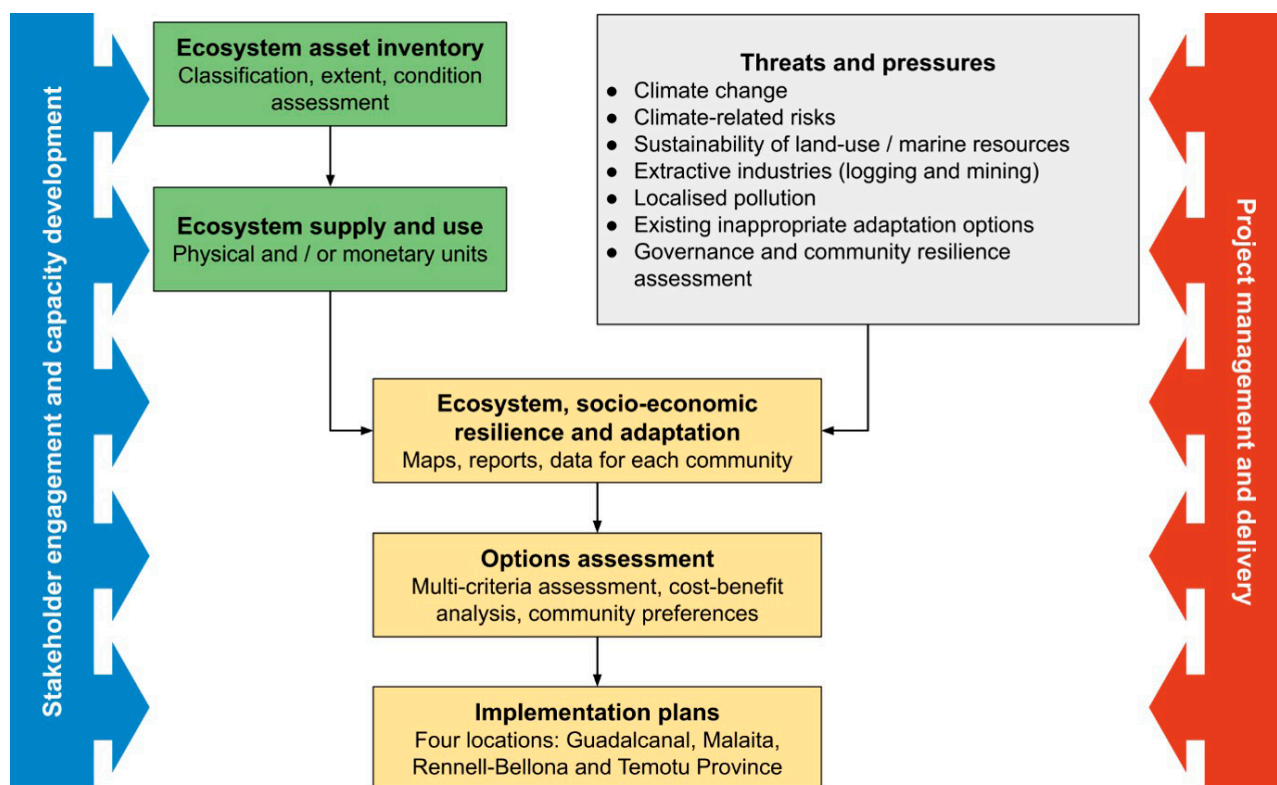 Stakeholder engagement and capacity development
Ecosystem asset inventory
Classification, extent, condition
assessment
Ecosystem supply and use
Physical and / or monetary units
Threats and pressures
● Climate change
● Climate-related risks
● Sustainability of land-use / marine resources
● Extractive industries (logging and mining)
● Localised pollution
● Existing inappropriate adaptation options
● Governance and community resilience
assessment
Ecosystem, socio-economic
resilience and adaptation
Maps, reports, data for each community
Options assessment
Multi-criteria assessment, cost-benefit
analysis, community preferences
Implementation plans
Four locations: Guadalcanal, Malaita,
Rennell-Bellona and Temotu Province
Project management and delivery